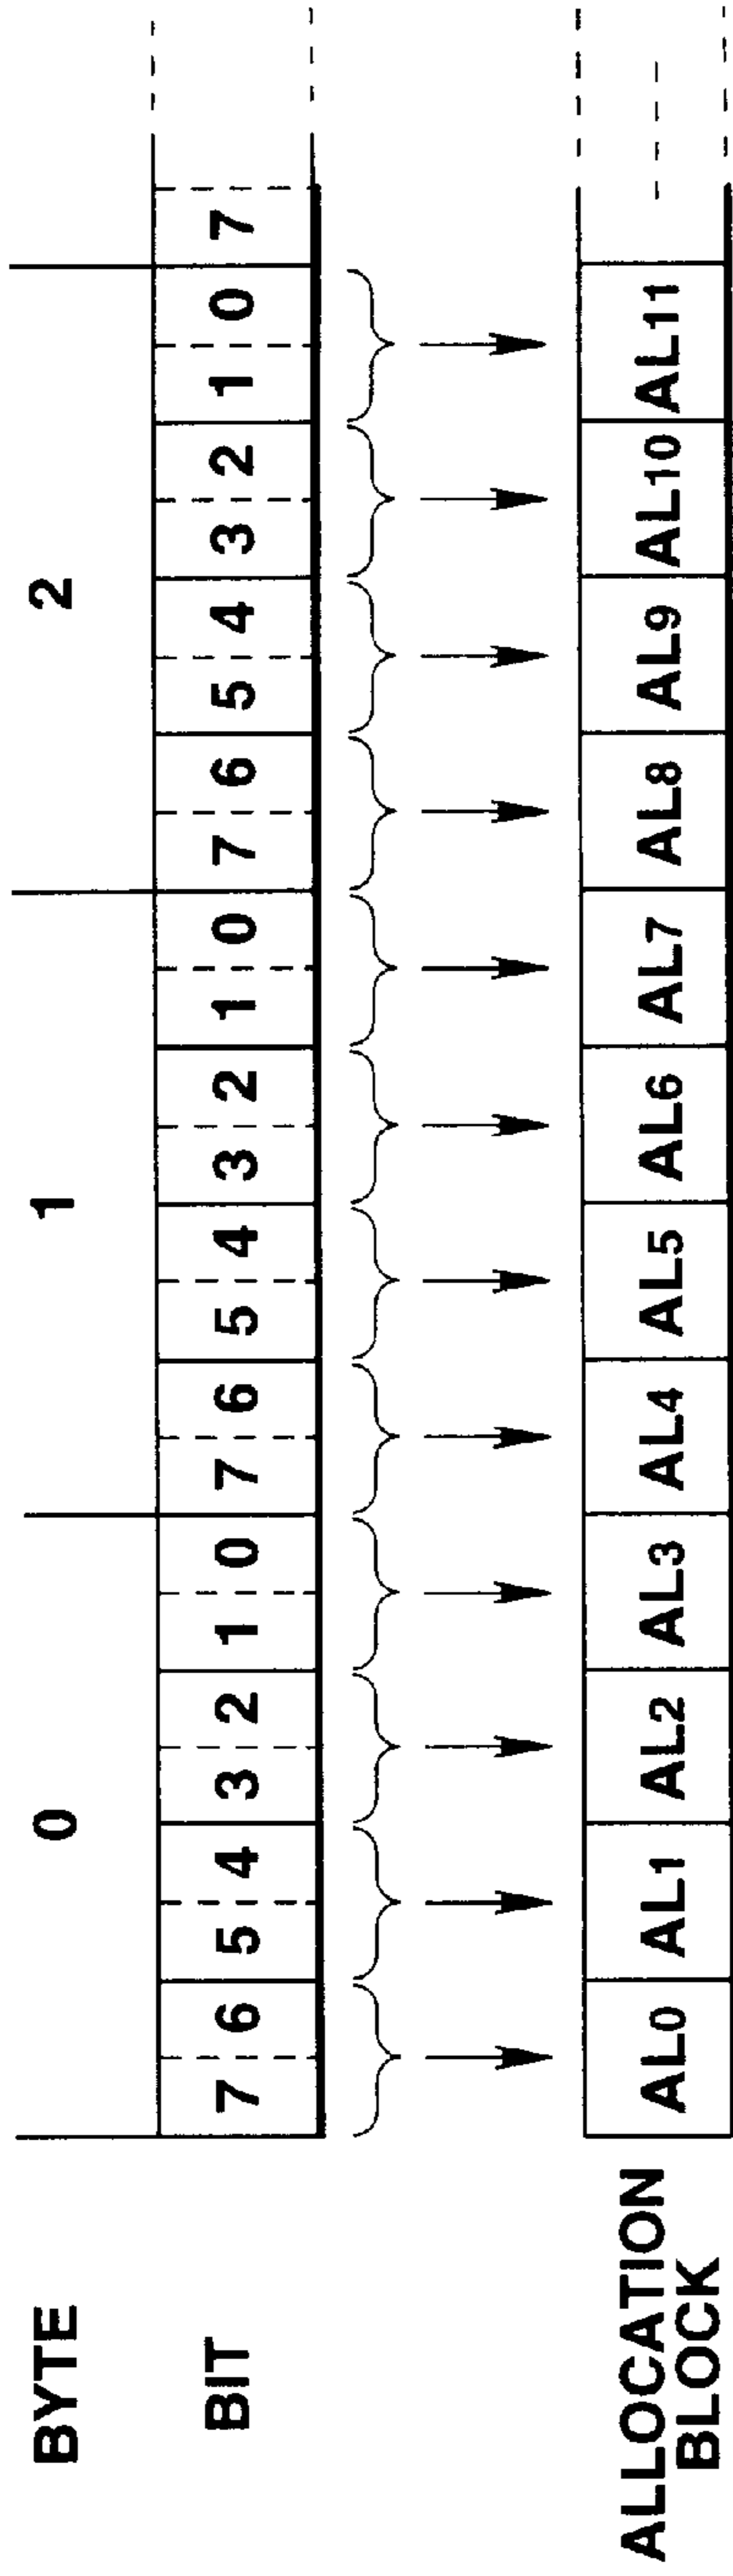 BYTE 0 1 2
BIT 7 6 5 4 3 2 1 0 7 6 5 4 3 2 1 0 7 6 5 4 3 2 1 0 7
ALLOCATION
BLOCK
AL0 AL1 AL2 AL3 AL4 AL5 AL6 AL7 AL8 AL9 AL10 AL11